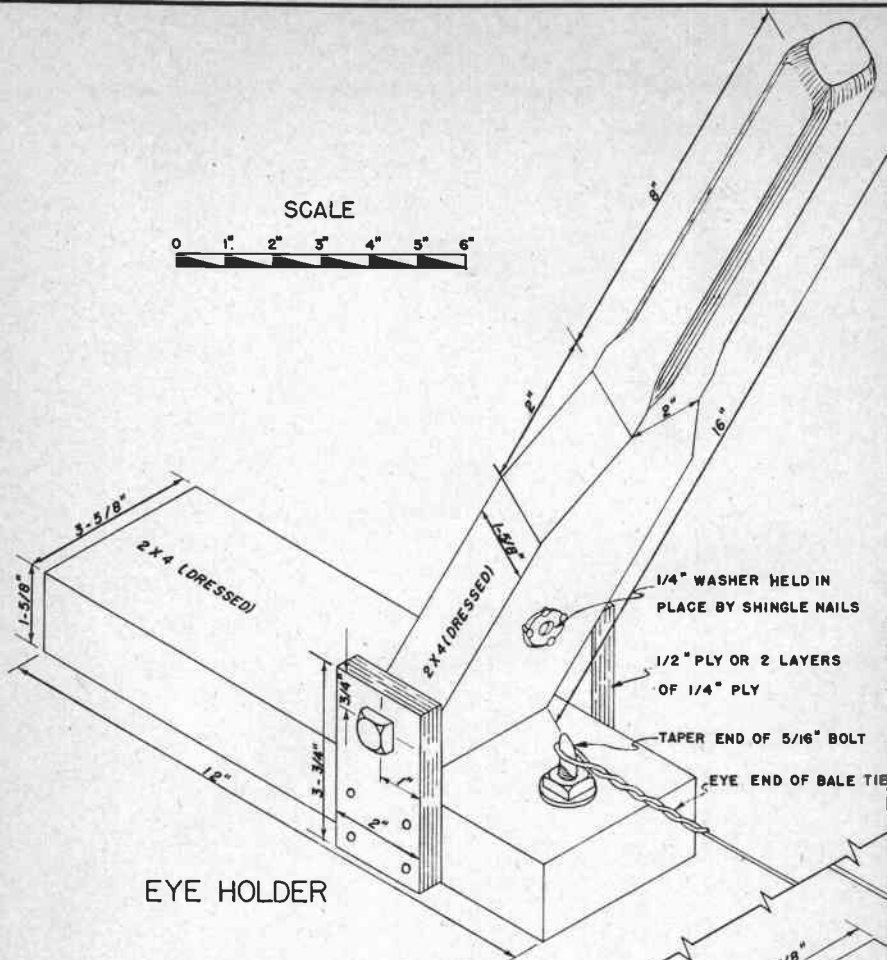 SCALE
0 1" 2" 3" 4" 5" 6"
8"
2"
2"
16"
1-5/8"
3-5/8"
1-5/8"
2 X 4 (DRESSED)
2 X 4 (DRESSED)
1/4" WASHER HELD IN
PLACE BY SHINGLE NAILS
1/2" PLY OR 2 LAYERS
OF 1/4" PLY
TAPER END OF 5/16" BOLT
EYE END OF BALE TIE
3/4"
3-3/4"
1"
2"
12"
EYE HOLDER
/8"